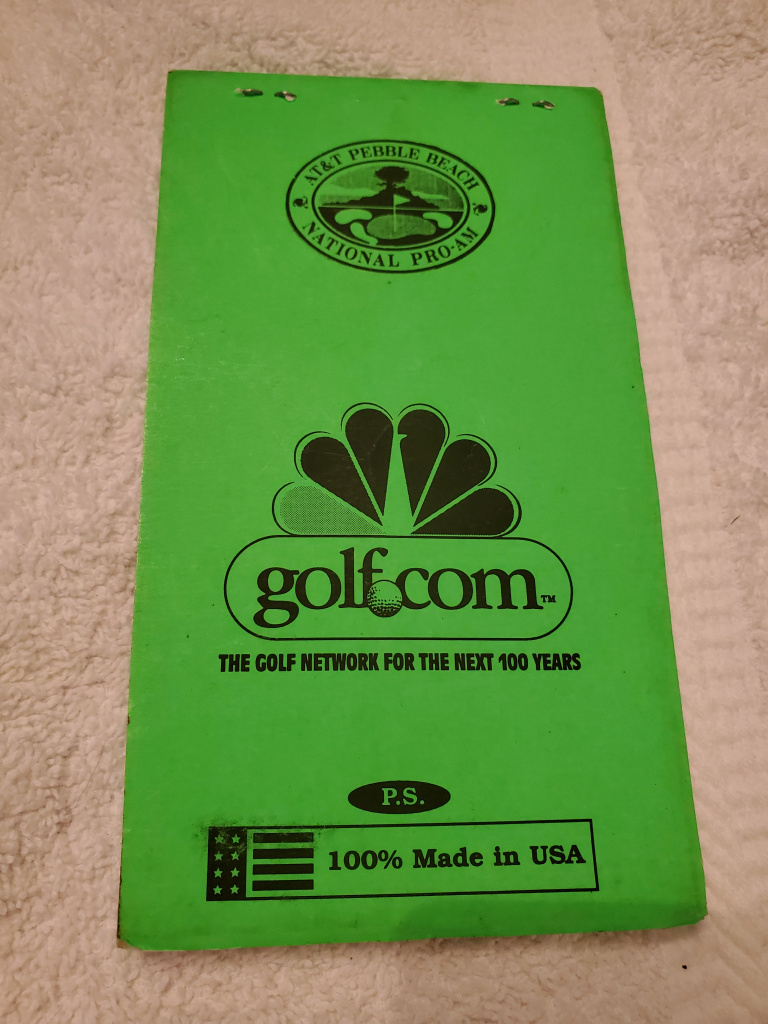 AT&T PEBBLE BEACH
NATIONAL PRO-AM
golf.com™
THE GOLF NETWORK FOR THE NEXT 100 YEARS
P.S.
100% Made in USA